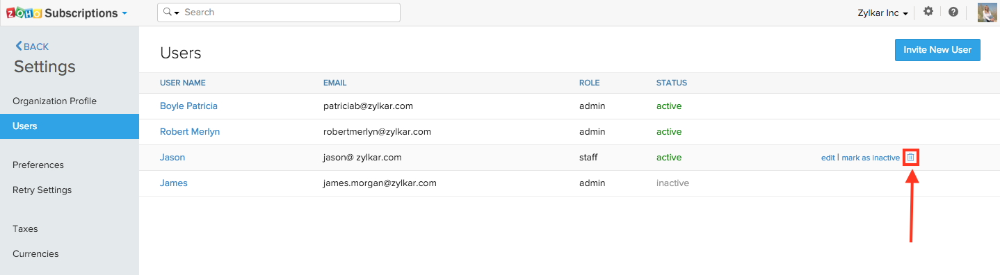 ZOHO Subscriptions Search Zylkar Inc
BACK
Settings
Organization Profile
Users
Preferences
Retry Settings
Taxes
Currencies
Users Invite New User
USER NAME EMAIL ROLE STATUS
Boyle Patricia patriciab@zylkar.com admin active
Robert Merlyn robertmerlyn@zylkar.com admin active
Jason jason@ zylkar.com staff active edit | mark as inactive
James james.morgan@zylkar.com admin inactive